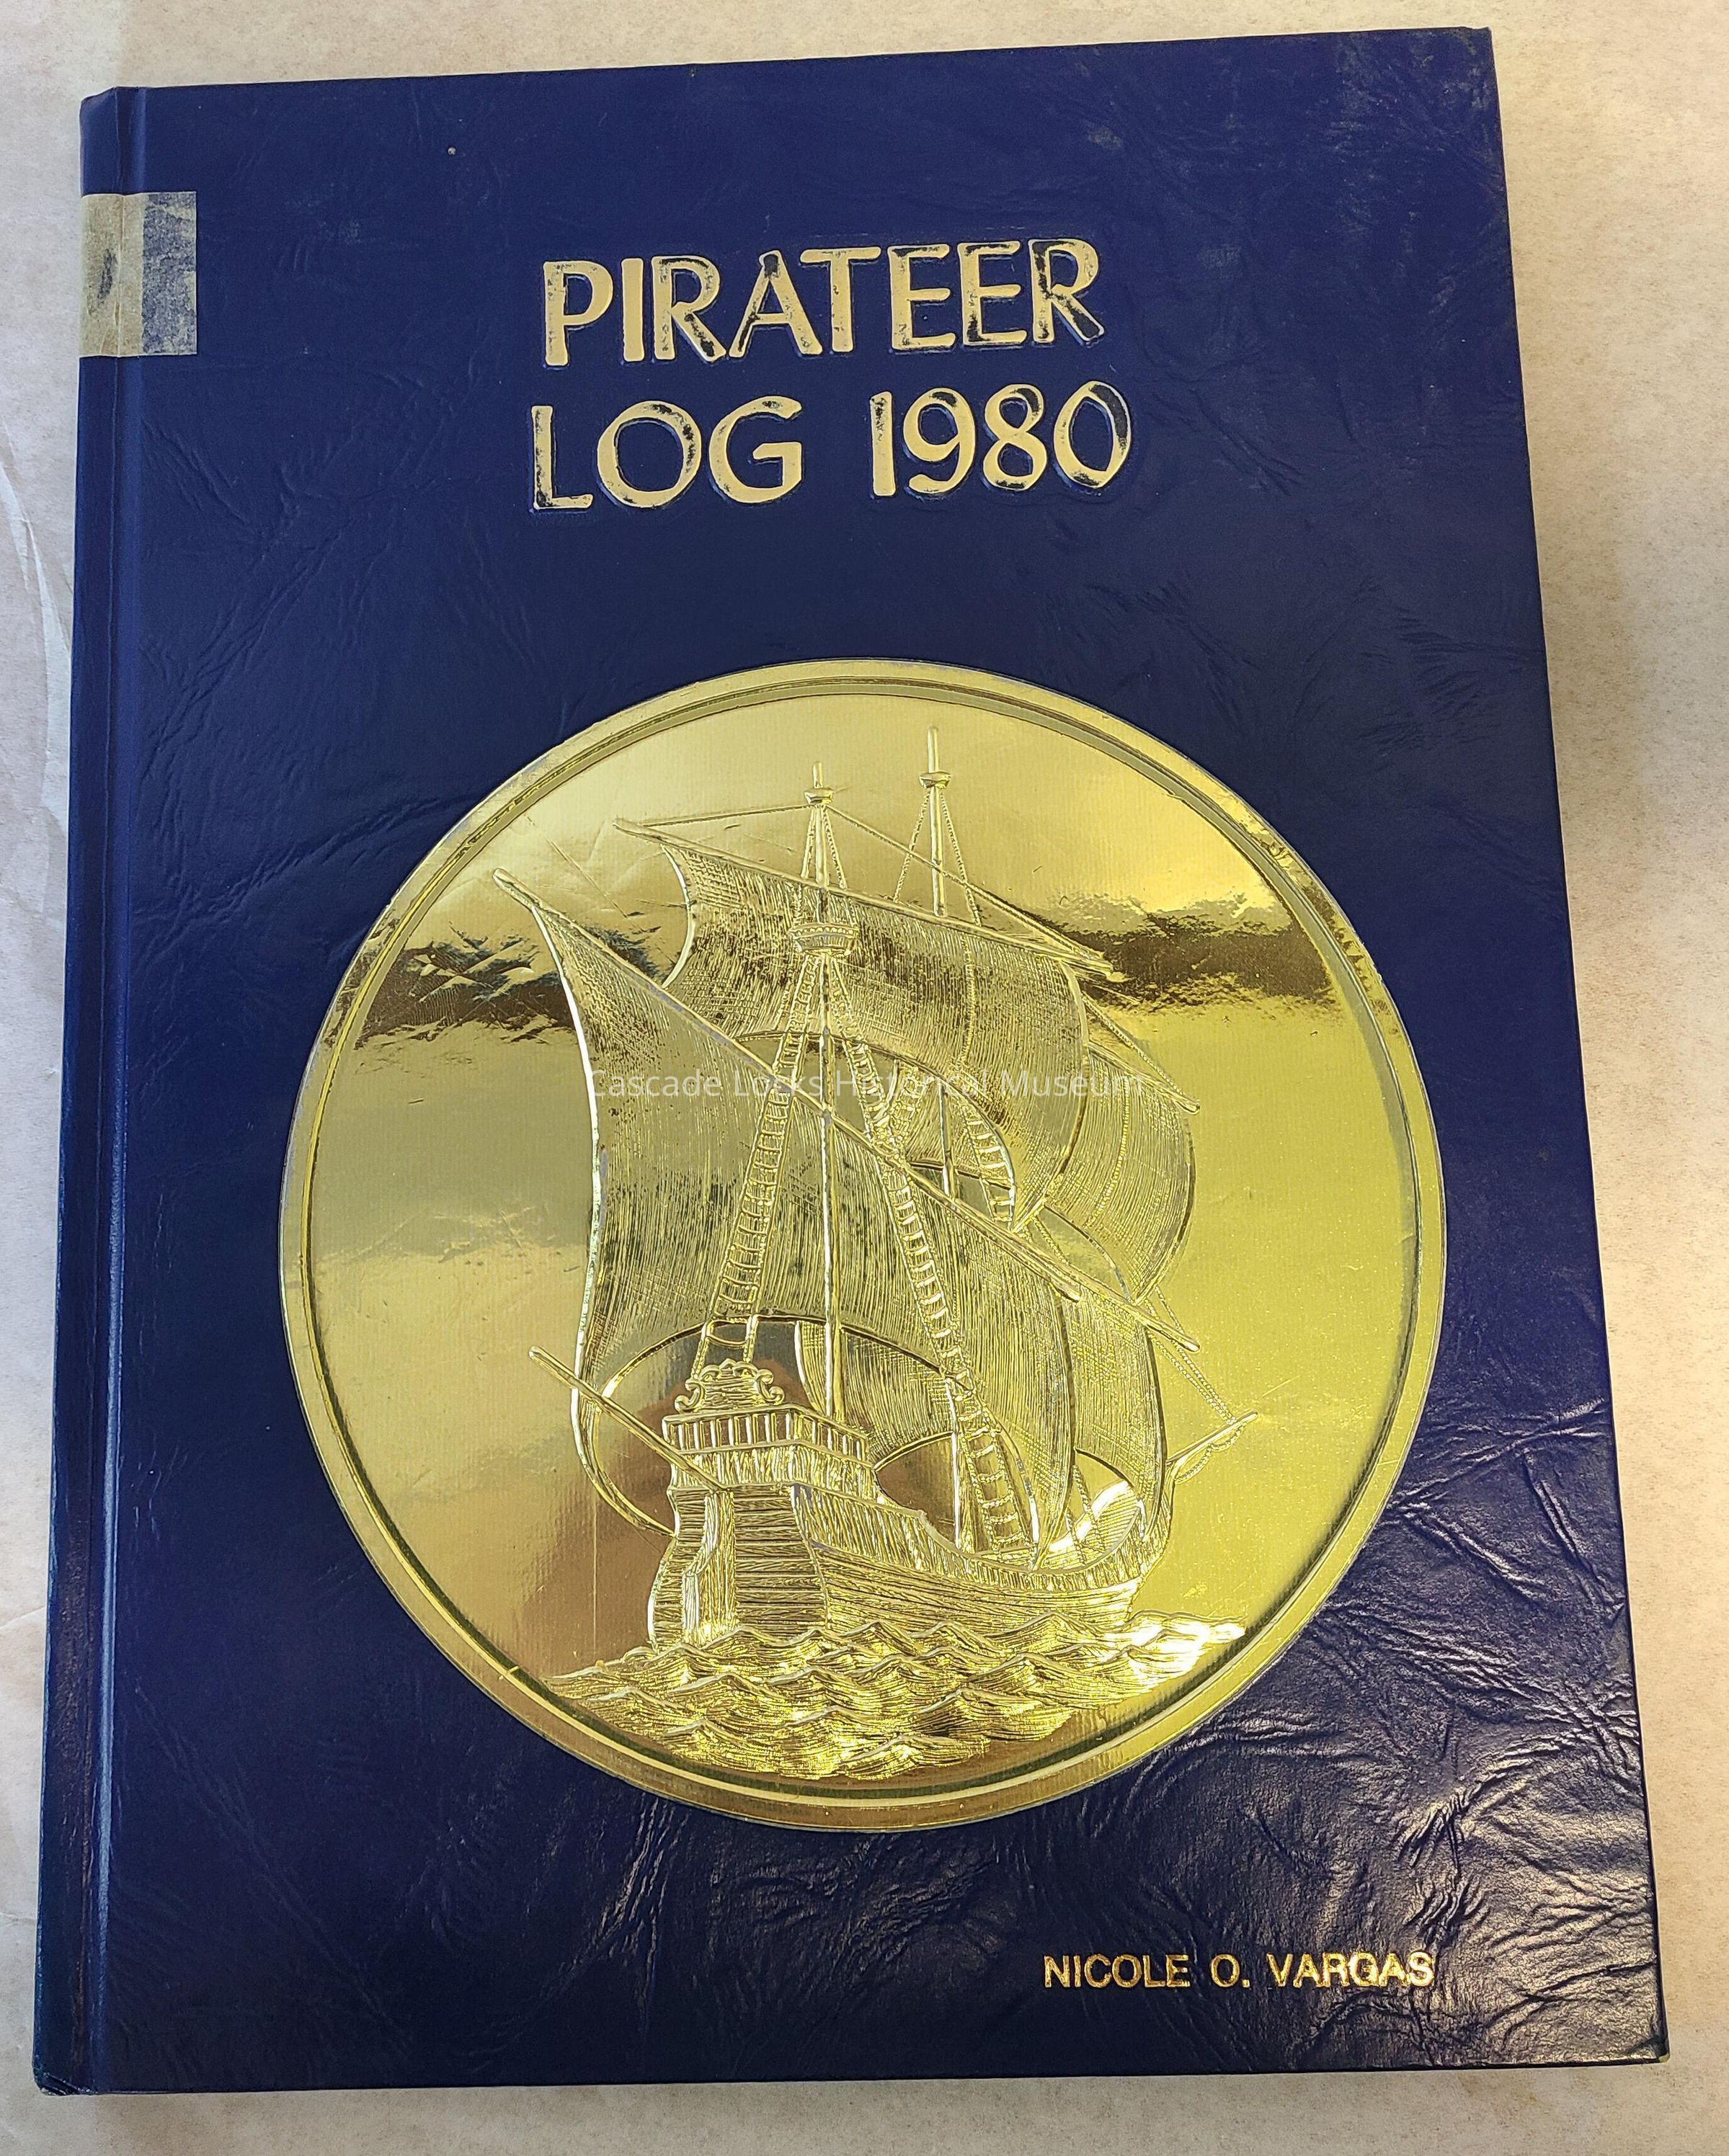 PIRATEER
LOG 1980
Cascade Locks Historical Museum
NICOLE O. VARGAS